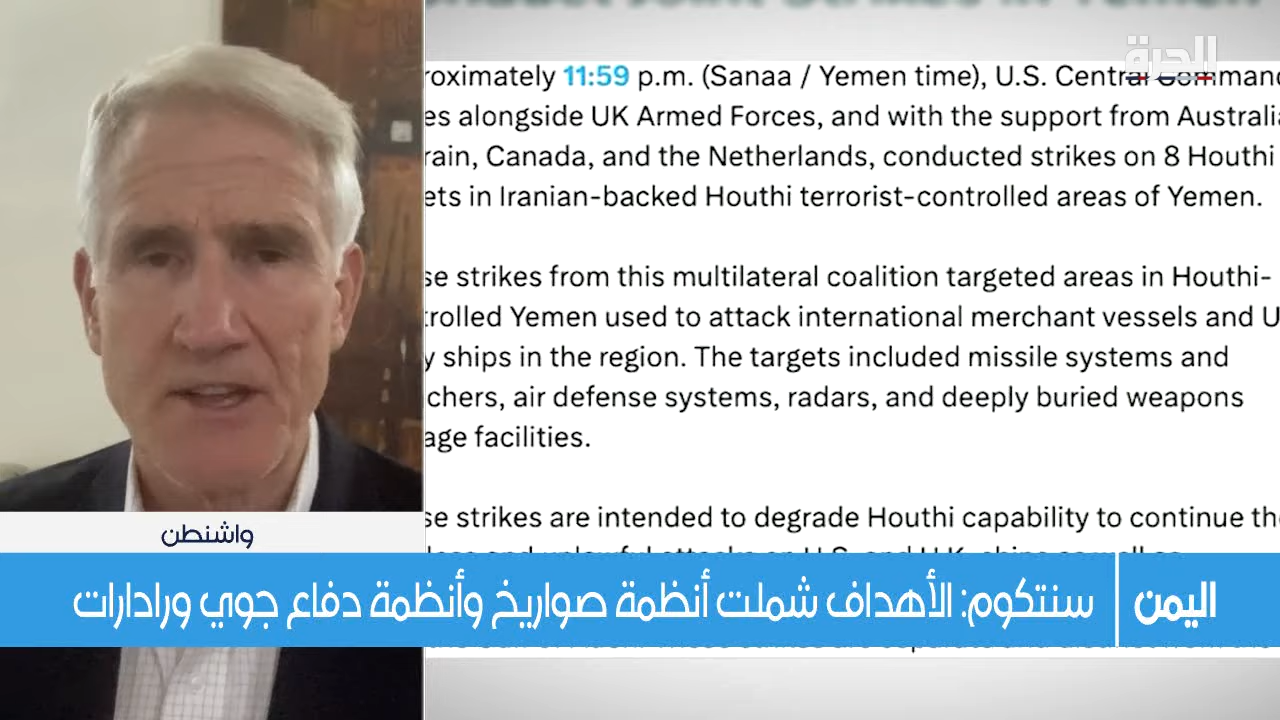 الحرة
roximately 11:59 p.m. (Sanaa / Yemen time), U.S. Central Command
es alongside UK Armed Forces, and with the support from Australia
rain, Canada, and the Netherlands, conducted strikes on 8 Houthi
ets in Iranian-backed Houthi terrorist-controlled areas of Yemen.
se strikes from this multilateral coalition targeted areas in Houthi-
trolled Yemen used to attack international merchant vessels and U
y ships in the region. The targets included missile systems and
chers, air defense systems, radars, and deeply buried weapons
age facilities.
se strikes are intended to degrade Houthi capability to continue the
واشنطن
اليمن
سنتكوم: الأهداف شملت أنظمة صواريخ وأنظمة دفاع جوي ورادارات